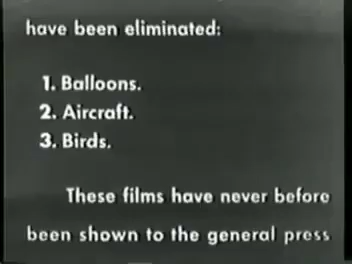 have been eliminated:
1. Balloons.
2. Aircraft.
3. Birds.
These films have never before
been shown to the general press